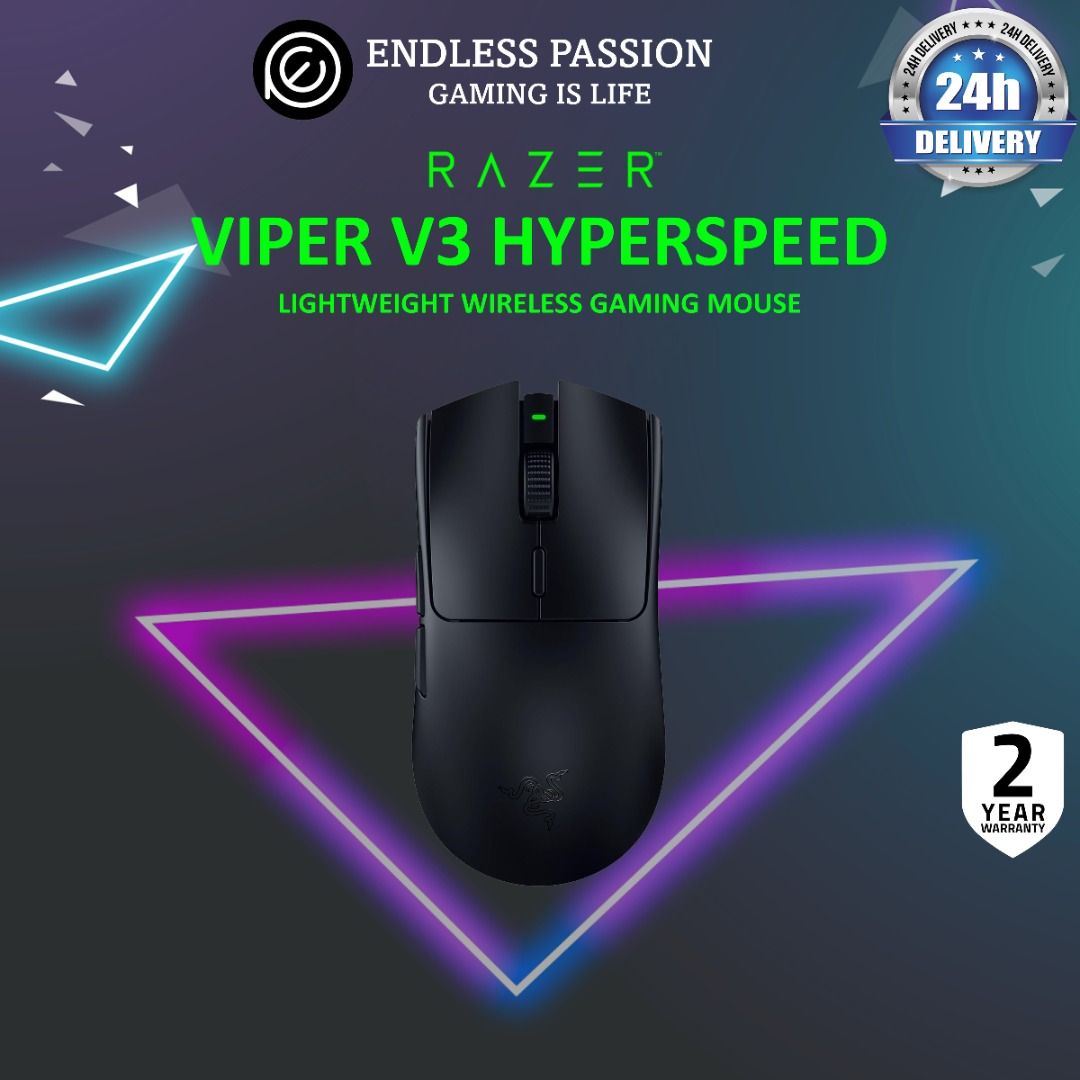 ENDLESS PASSION
GAMING IS LIFE
24H DELIVERY ★ ★ ★ 24H DELIVERY
24h
DELIVERY
RAZER™
VIPER V3 HYPERSPEED
LIGHTWEIGHT WIRELESS GAMING MOUSE
2
YEAR
WARRANTY